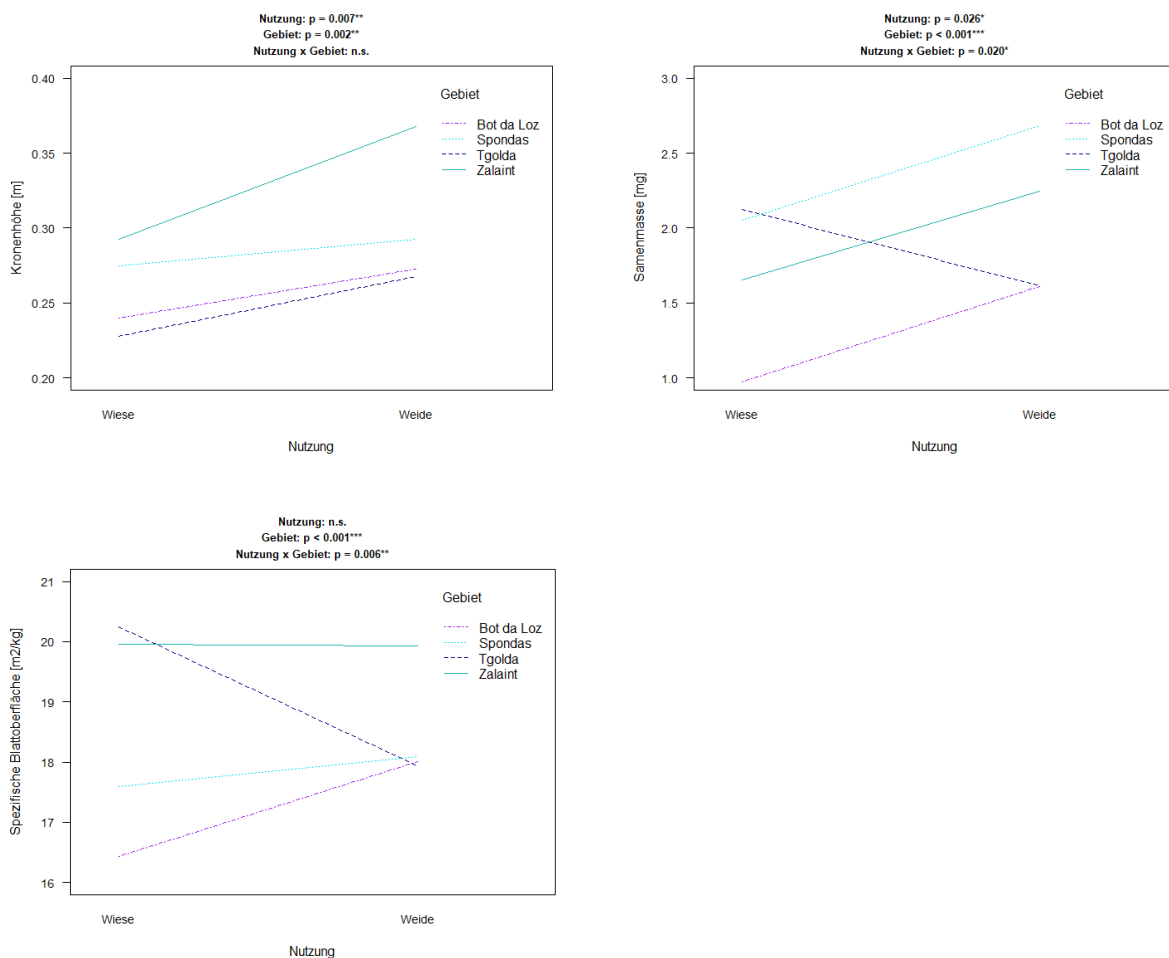 Nutzung: p = 0.007**
Gebiet: p = 0.002**
Nutzung x Gebiet: n.s.
0.40
0.35
0.30
0.25
0.20
Kronenhöhe [m]
Gebiet
Bot da Loz
Spondas
Tgolda
Zalaint
Wiese
Weide
Nutzung
Nutzung: p = 0.026*
Gebiet: p < 0.001***
Nutzung x Gebiet: p = 0.020*
3.0
2.5
2.0
1.5
1.0
Samenmasse [mg]
Gebiet
Bot da Loz
Spondas
Tgolda
Zalaint
Wiese
Weide
Nutzung
Nutzung: n.s.
Gebiet: p < 0.001***
Nutzung x Gebiet: p = 0.006**
21
20
19
18
17
16
Spezifische Blattoberfläche [m2/kg]
Gebiet
Bot da Loz
Spondas
Tgolda
Zalaint
Wiese
Weide
Nutzung